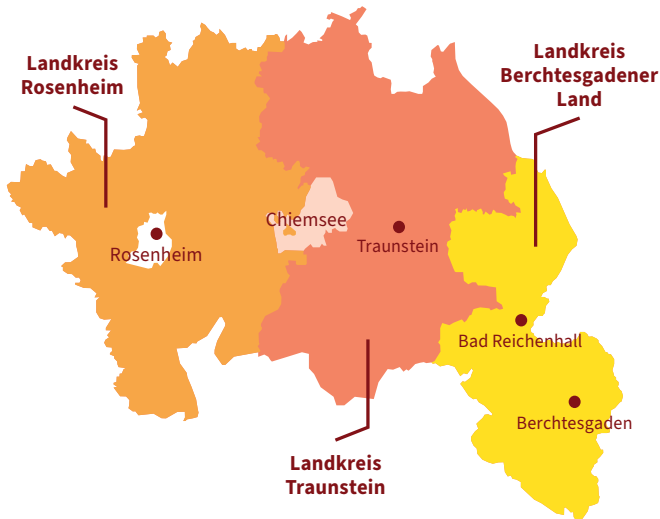 Landkreis
Rosenheim
Landkreis
Berchtesgadener
Land
Chiemsee
Rosenheim
Traunstein
Bad Reichenhall
Berchtesgaden
Landkreis
Traunstein